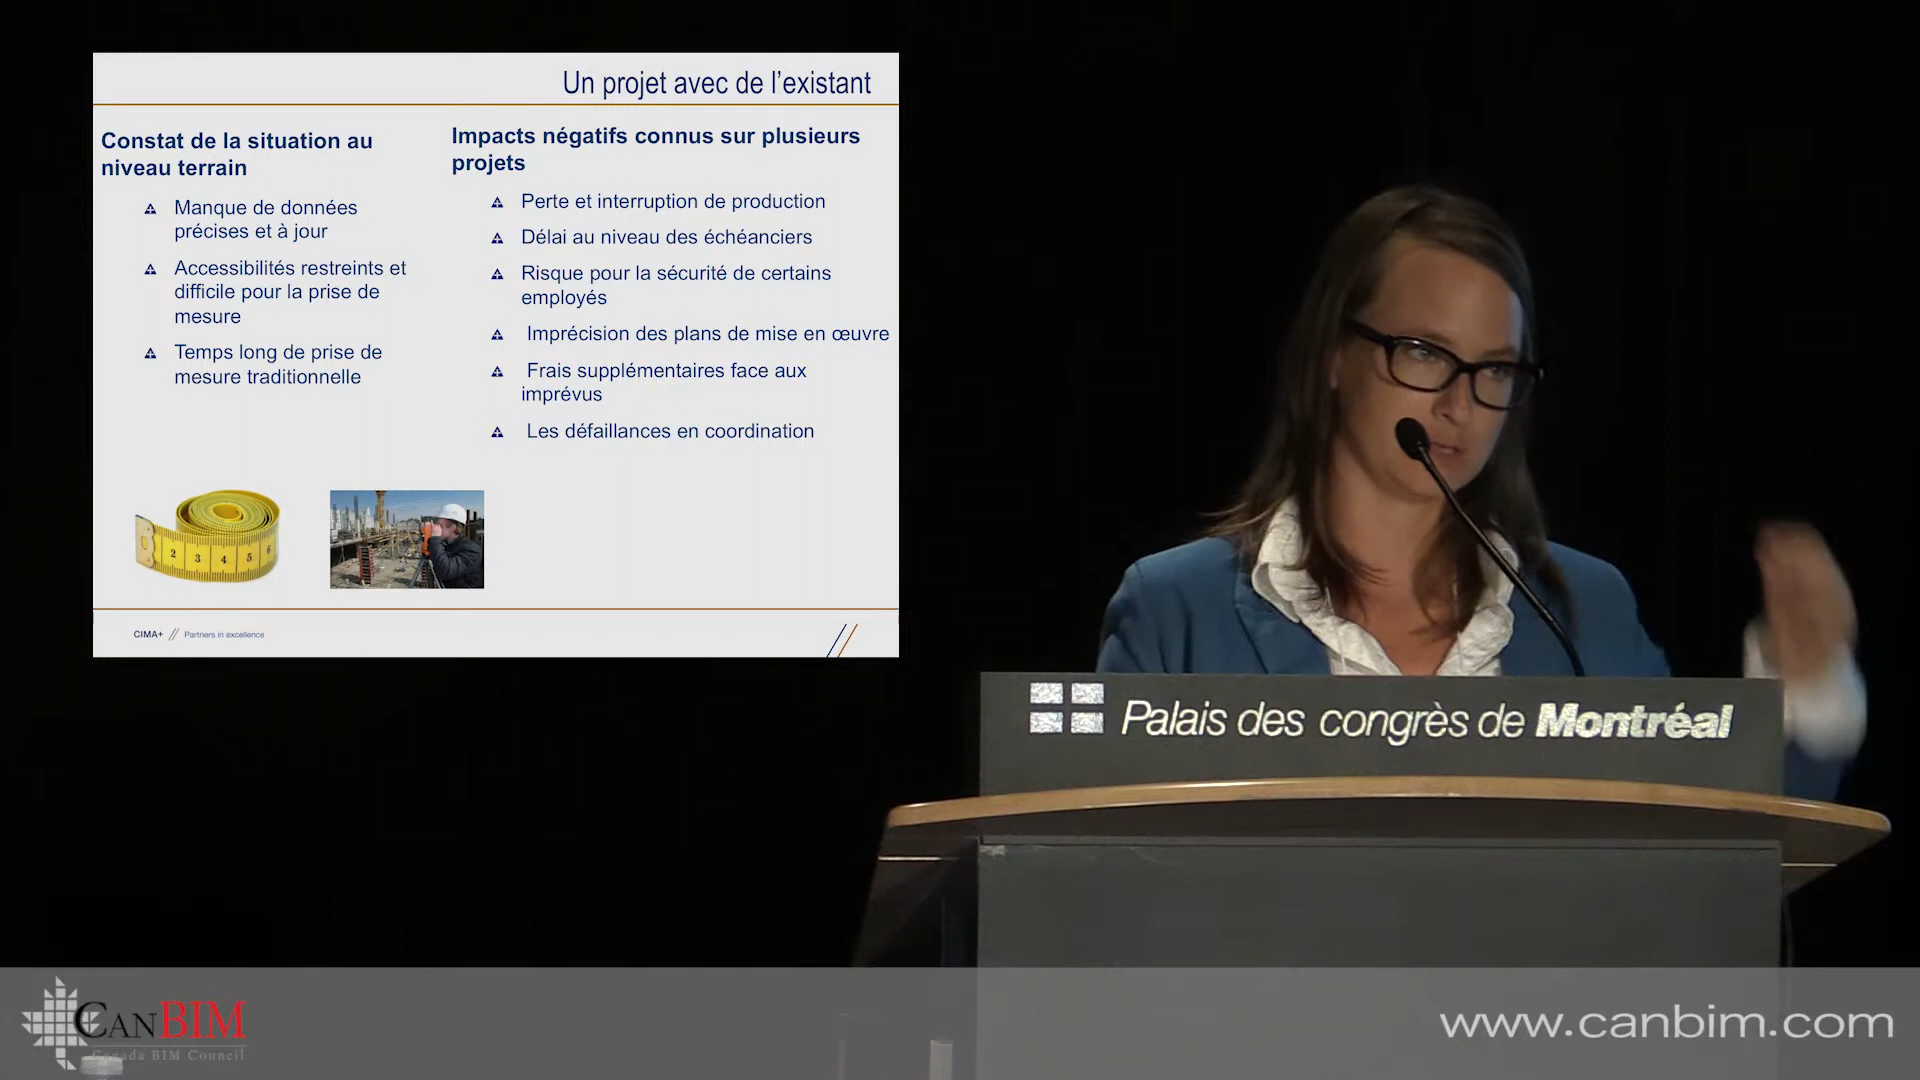 Un projet avec de l'existant
Constat de la situation au
niveau terrain
Manque de données
précises et à jour
Accessibilités restreints et
difficile pour la prise de
mesure
Temps long de prise de
mesure traditionnelle
Impacts négatifs connus sur plusieurs
projets
Perte et interruption de production
Délai au niveau des échéanciers
Risque pour la sécurité de certains
employés
Imprécision des plans de mise en œuvre
Frais supplémentaires face aux
imprévus
Les défaillances en coordination
2 3 4 5 6
CIMA+ // Partners in excellence
Palais des congrès de Montréal
CANBIM
Canada BIM Council
www.canbim.com